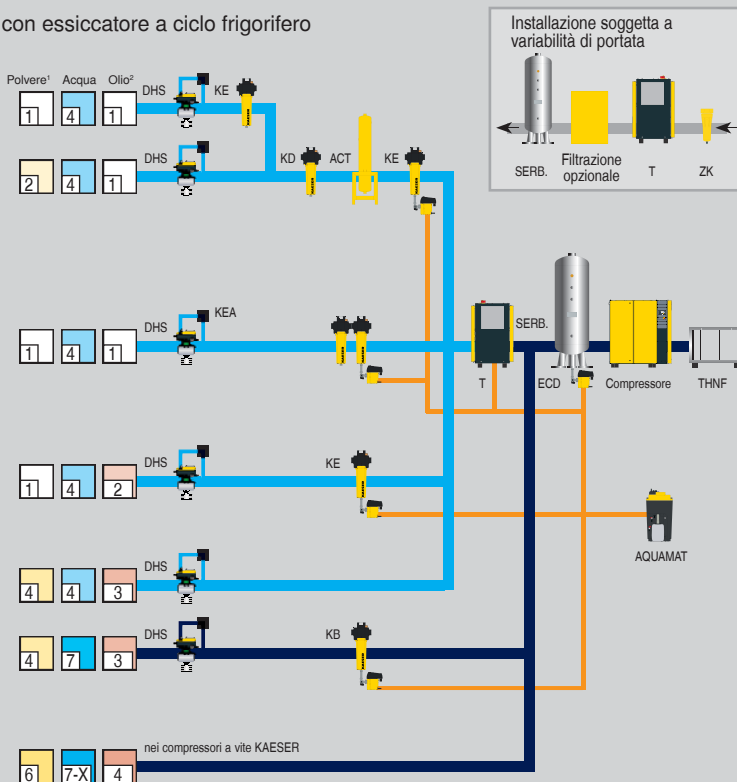 con essiccatore a ciclo frigorifero
Installazione soggetta a
variabilità di portata
SERB.
Filtrazione
opzionale
T
ZK
Polvere¹ Acqua Olio²
1 4 1
DHS
KE
2 4 1
DHS
KD
ACT
KE
1 4 1
DHS
KEA
T
SERB.
ECD
Compressore
THNF
1 4 2
DHS
KE
AQUAMAT
4 4 3
DHS
4 7 3
DHS
KB
6 7-X 4
nei compressori a vite KAESER